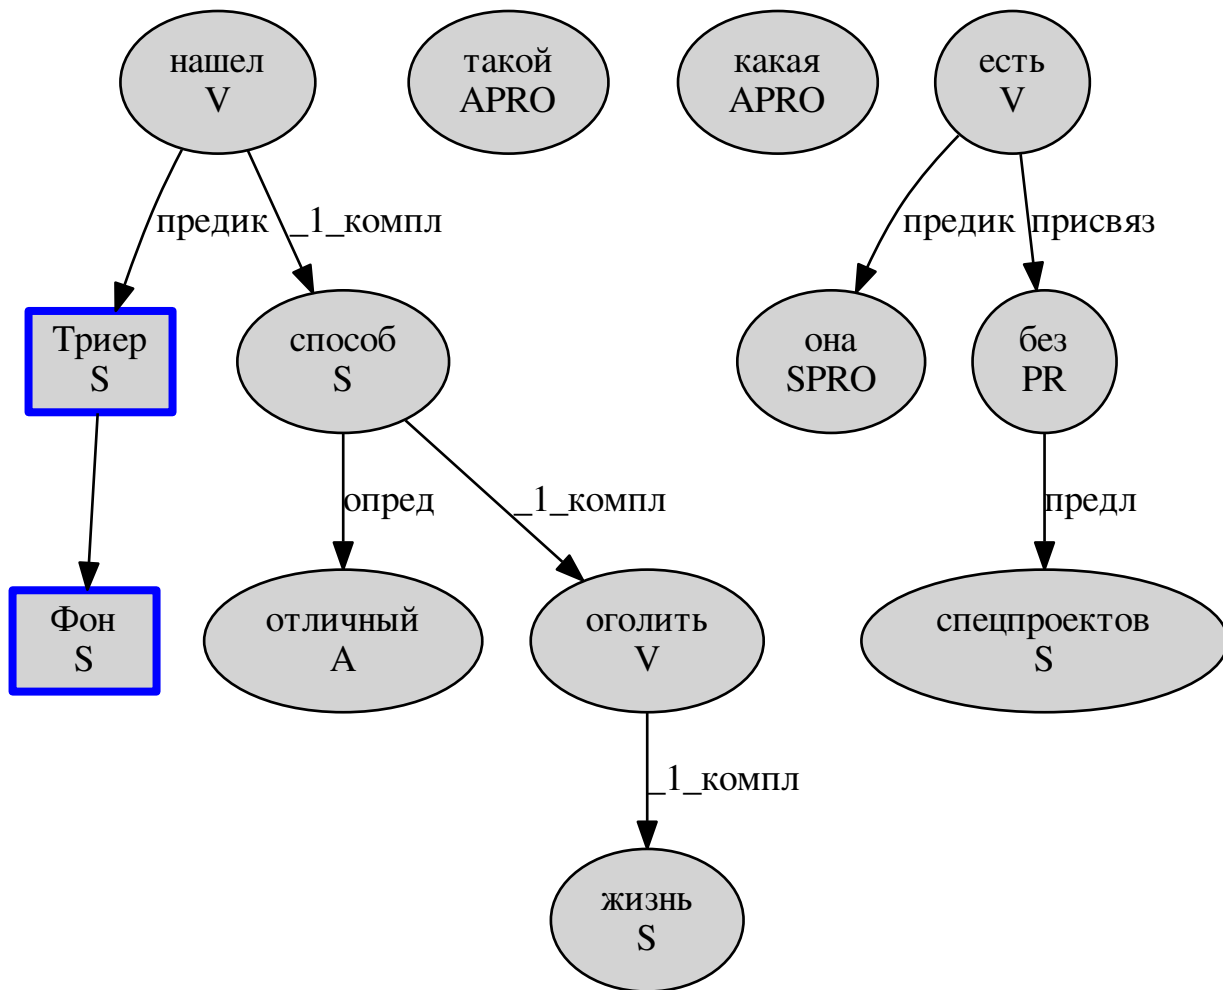 нашел
V
такой
APRO
какая
APRO
есть
V
предик
_1_компл
предик
присвяз
Триер
S
способ
S
она
SPRO
без
PR
опред
_1_компл
предл
Фон
S
отличный
A
оголить
V
спецпроектов
S
_1_компл
жизнь
S